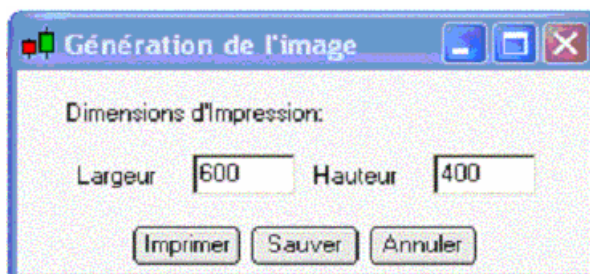 Génération de l'image
Dimensions d'Impression:
Largeur 600 Hauteur 400
Imprimer Sauver Annuler